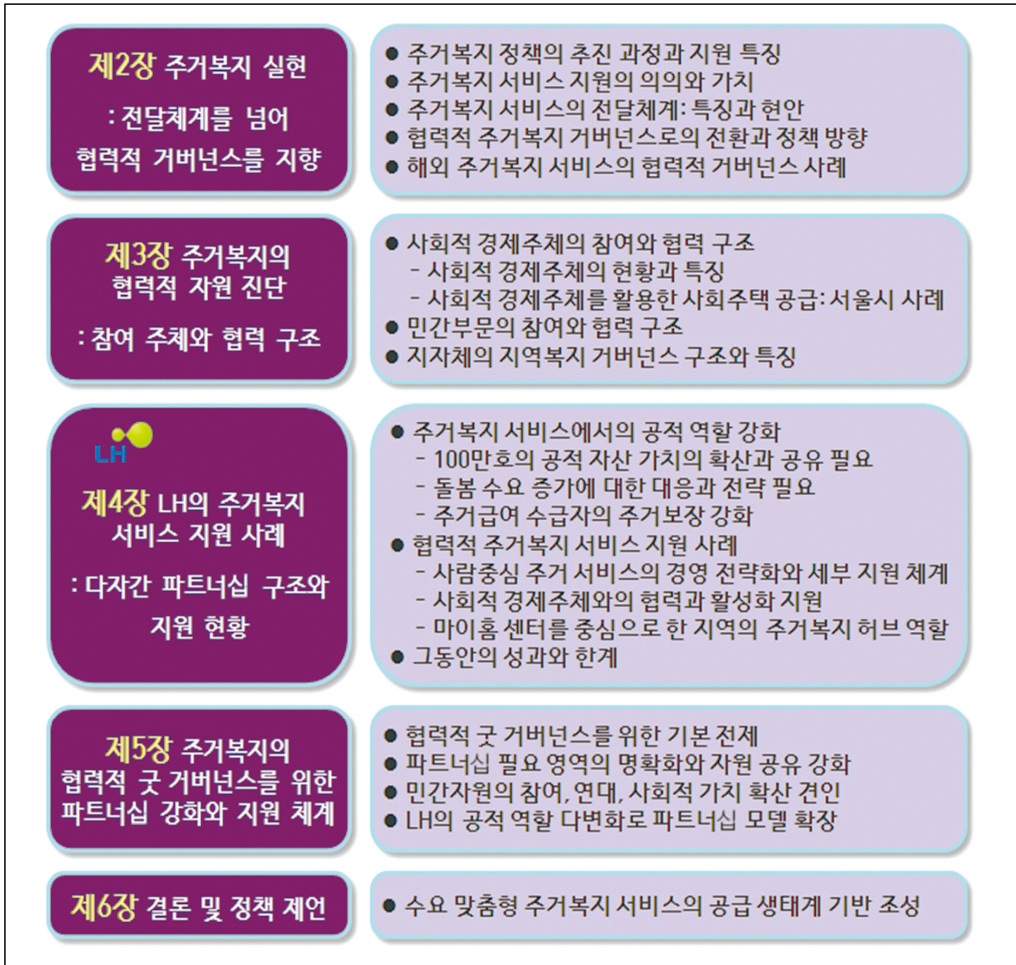 제2장 주거복지 실현
: 전달체계를 넘어
협력적 거버넌스를 지향
● 주거복지 정책의 추진 과정과 지원 특징
● 주거복지 서비스 지원의 의의와 가치
● 주거복지 서비스의 전달체계: 특징과 현안
● 협력적 주거복지 거버넌스로의 전환과 정책 방향
● 해외 주거복지 서비스의 협력적 거버넌스 사례
제3장 주거복지의
협력적 자원 진단
: 참여 주체와 협력 구조
● 사회적 경제주체의 참여와 협력 구조
- 사회적 경제주체의 현황과 특징
- 사회적 경제주체를 활용한 사회주택 공급: 서울시 사례
● 민간부문의 참여와 협력 구조
● 지자체의 지역복지 거버넌스 구조와 특징
LH
제4장 LH의 주거복지
서비스 지원 사례
: 다자간 파트너십 구조와
지원 현황
● 주거복지 서비스에서의 공적 역할 강화
- 100만호의 공적 자산 가치의 확산과 공유 필요
- 돌봄 수요 증가에 대한 대응과 전략 필요
- 주거급여 수급자의 주거보장 강화
● 협력적 주거복지 서비스 지원 사례
- 사람중심 주거 서비스의 경영 전략화와 세부 지원 체계
- 사회적 경제주체와의 협력과 활성화 지원
- 마이홈 센터를 중심으로 한 지역의 주거복지 허브 역할
● 그동안의 성과와 한계
제5장 주거복지의
협력적 굿 거버넌스를 위한
파트너십 강화와 지원 체계
● 협력적 굿 거버넌스를 위한 기본 전제
● 파트너십 필요 영역의 명확화와 자원 공유 강화
● 민간자원의 참여, 연대, 사회적 가치 확산 견인
● LH의 공적 역할 다변화로 파트너십 모델 확장
제6장 결론 및 정책 제언
● 수요 맞춤형 주거복지 서비스의 공급 생태계 기반 조성